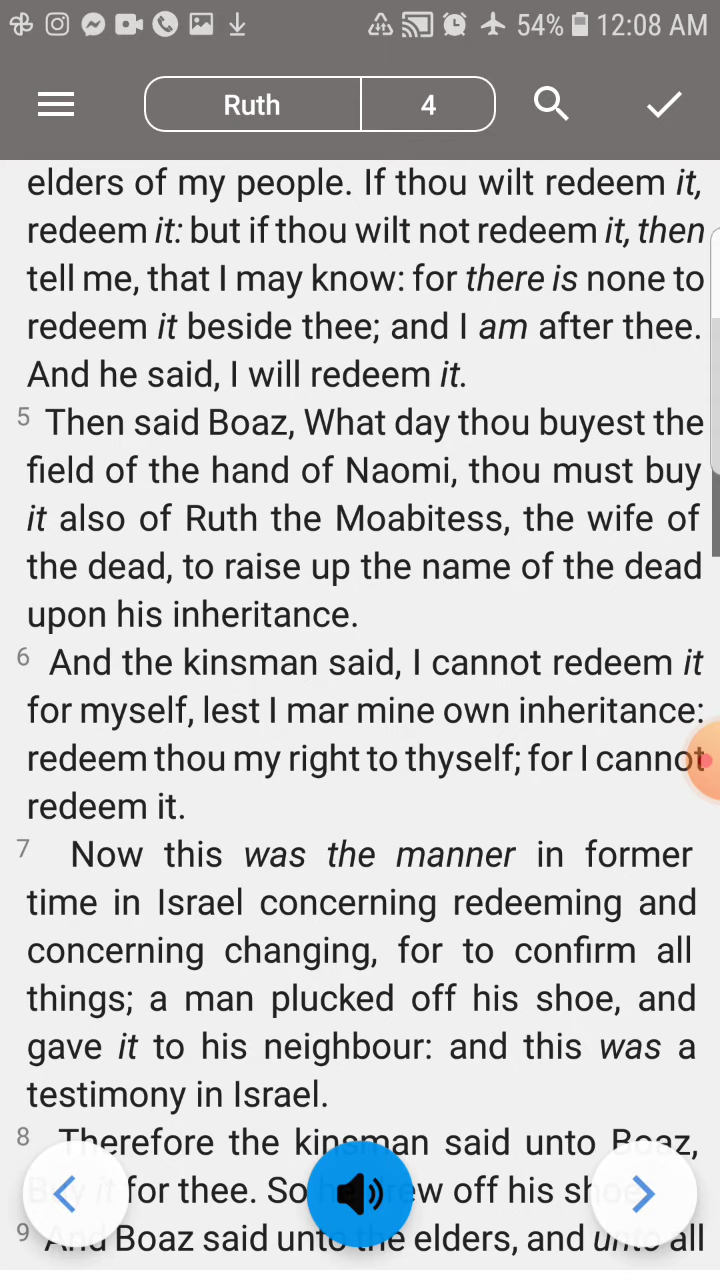 54% 12:08 AM
Ruth 4
elders of my people. If thou wilt redeem it,
redeem it: but if thou wilt not redeem it, then
tell me, that I may know: for there is none to
redeem it beside thee; and I am after thee.
And he said, I will redeem it.
5 Then said Boaz, What day thou buyest the
field of the hand of Naomi, thou must buy
it also of Ruth the Moabitess, the wife of
the dead, to raise up the name of the dead
upon his inheritance.
6 And the kinsman said, I cannot redeem it
for myself, lest I mar mine own inheritance:
redeem thou my right to thyself; for I cannot
redeem it.
7 Now this was the manner in former
time in Israel concerning redeeming and
concerning changing, for to confirm all
things; a man plucked off his shoe, and
gave it to his neighbour: and this was a
testimony in Israel.
8 Therefore the kinsman said unto Boaz,
Buy it for thee. So off his
9 And Boaz said unto the elders, and unto all